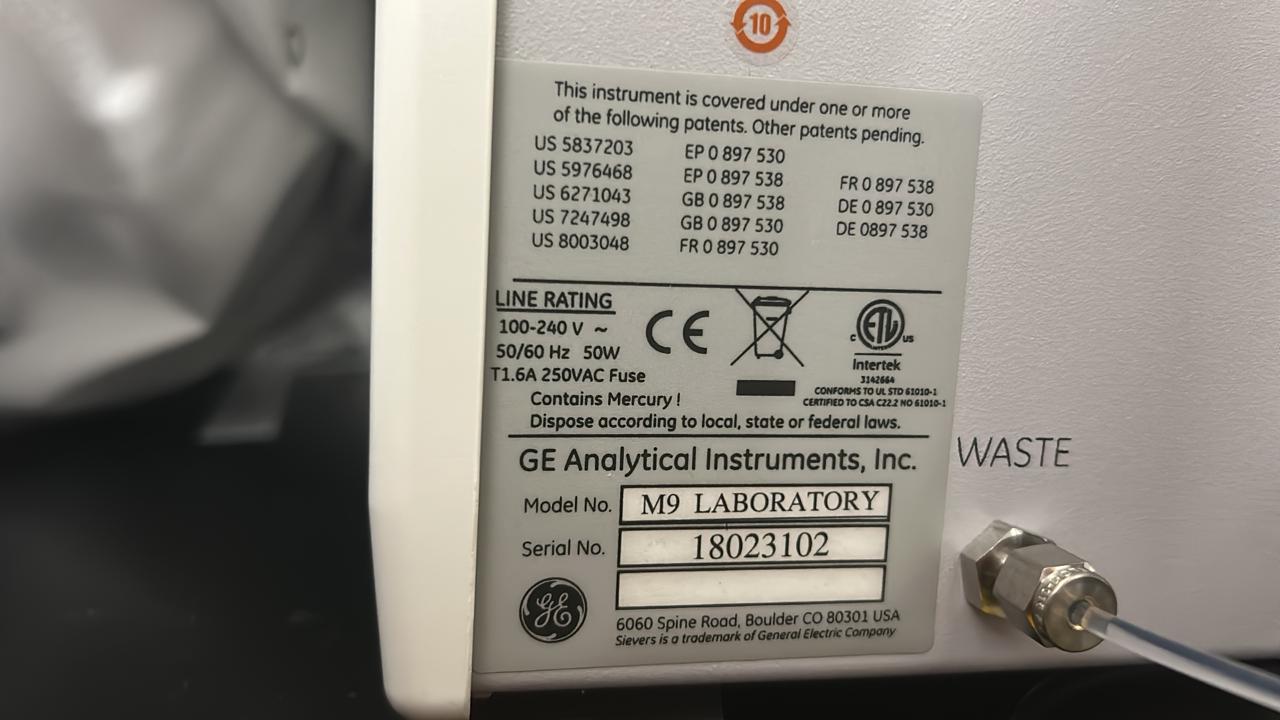 10
This instrument is covered under one or more
of the following patents. Other patents pending.
US 5837203 EP 0 897 530
US 5976468 EP 0 897 538 FR 0 897 538
US 6271043 GB 0 897 538 DE 0 897 530
US 7247498 GB 0 897 530 DE 0897 538
US 8003048 FR 0 897 530
LINE RATING
100-240 V ~
50/60 Hz 50W
T1.6A 250VAC Fuse
CE
ETL
C US
INTERTEK
Intertek
3142664
CONFORMS TO UL STD 61010-1
CERTIFIED TO CSA C22.2 NO 61010-1
Contains Mercury !
Dispose according to local, state or federal laws.
GE Analytical Instruments, Inc.
WASTE
Model No. M9 LABORATORY
Serial No. 18023102
GE
6060 Spine Road, Boulder CO 80301 USA
Sievers is a trademark of General Electric Company